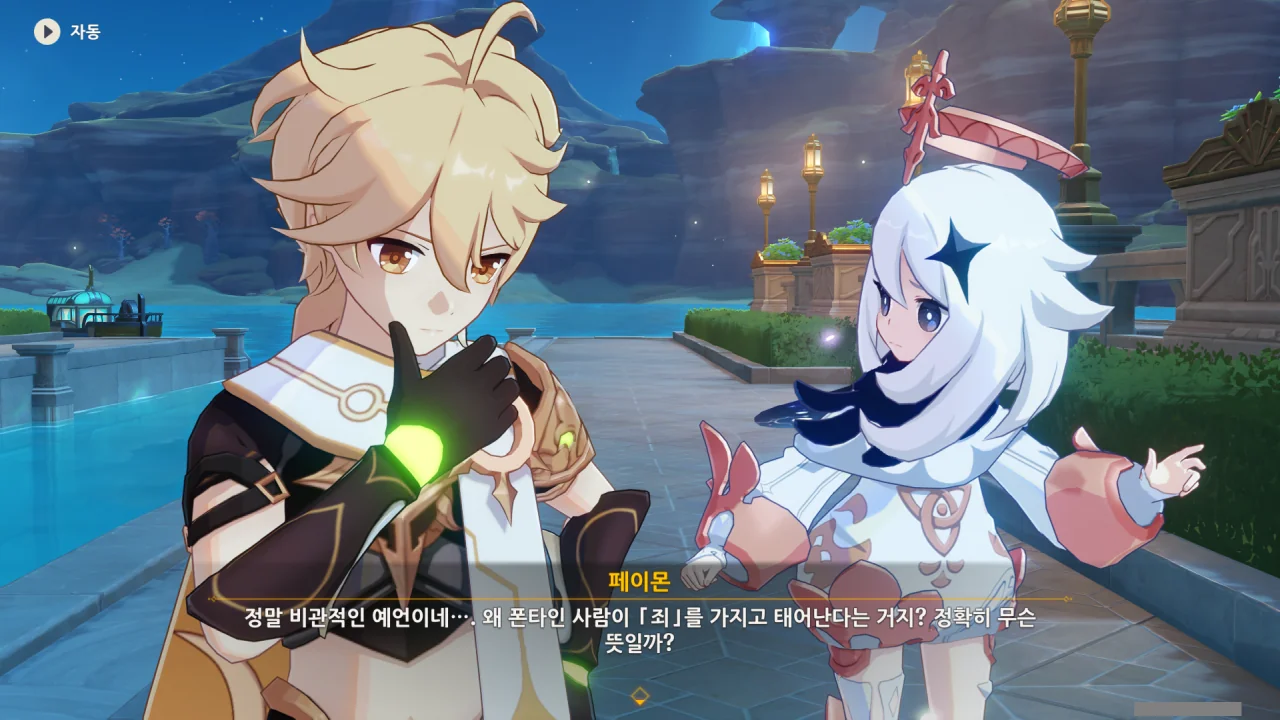 자동
페이몬
정말 비관적인 예언이네…. 왜 폰타인 사람이 「죄」를 가지고 태어난다는 거지? 정확히 무슨
뜻일까?